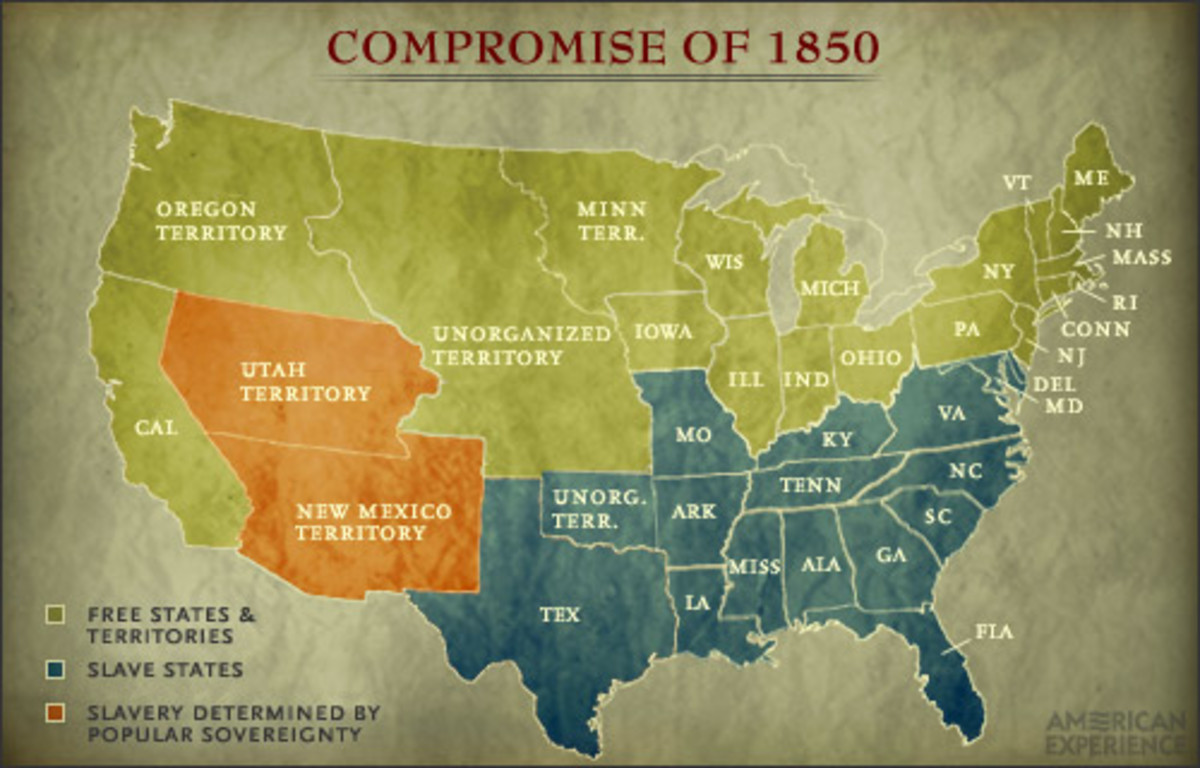 COMPROMISE OF 1850
VT
ME
OREGON
TERRITORY
MINN
TERR.
NH
MASS
WIS
NY
MICH
RI
UNORGANIZED
TERRITORY
IOWA
PA
CONN
OHIO
NJ
UTAH
TERRITORY
ILL
IND
DEL
MD
CAL
MO
KY
VA
NC
TENN
UNORG.
TERR.
ARK
SC
NEW MEXICO
TERRITORY
MISS
ALA
GA
TEX
LA
FLA
FREE STATES &
TERRITORIES
SLAVE STATES
SLAVERY DETERMINED BY
POPULAR SOVEREIGNTY
AMERICAN
EXPERIENCE